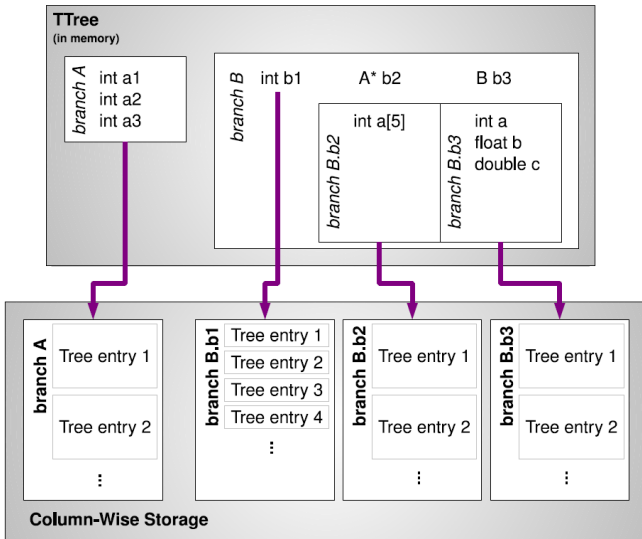 TTree
(in memory)
branch A
int a1
int a2
int a3
branch B
int b1
A* b2
B b3
branch B.b2
int a[5]
branch B.b3
int a
float b
double c
branch A
Tree entry 1
Tree entry 2
...
branch B.b1
Tree entry 1
Tree entry 2
Tree entry 3
Tree entry 4
...
branch B.b2
Tree entry 1
Tree entry 2
...
branch B.b3
Tree entry 1
Tree entry 2
...
Column-Wise Storage